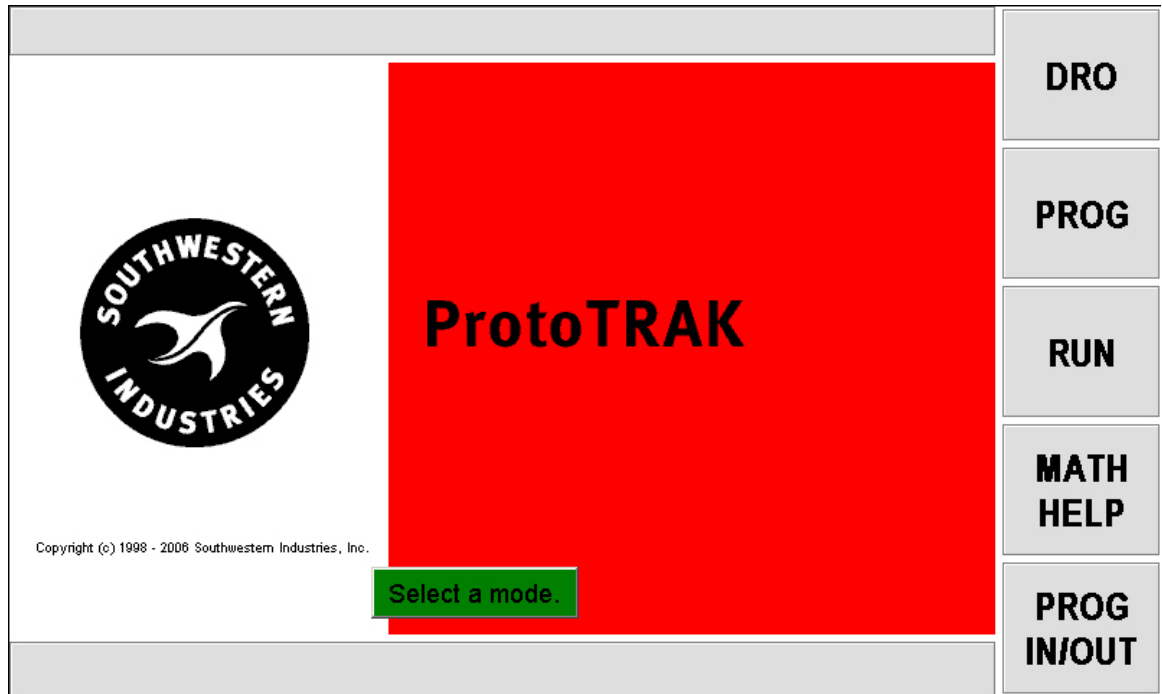 SOUTHWESTERN
INDUSTRIES
Copyright (c) 1998 - 2006 Southwestern Industries, Inc.
ProtoTRAK
Select a mode.
DRO
PROG
RUN
MATH
HELP
PROG
IN/OUT